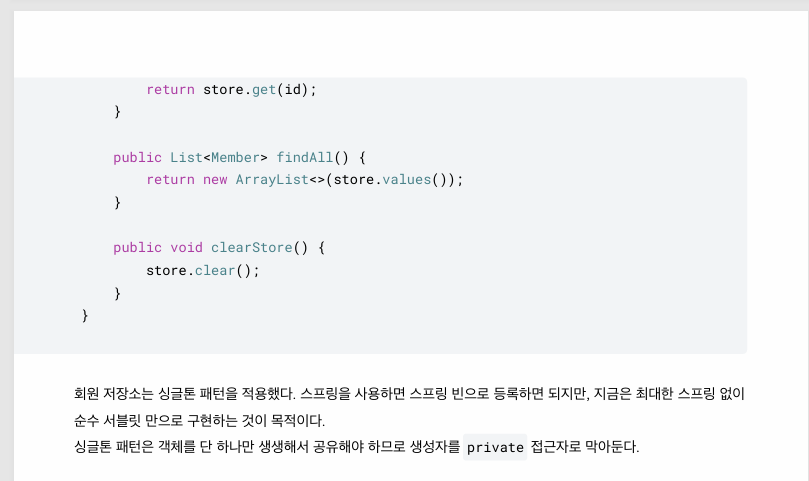 return store.get(id);
}
public List<Member> findAll() {
return new ArrayList<>(store.values());
}
public void clearStore() {
store.clear();
}
}
회원 저장소는 싱글톤 패턴을 적용했다. 스프링을 사용하면 스프링 빈으로 등록하면 되지만, 지금은 최대한 스프링 없이
순수 서블릿 만으로 구현하는 것이 목적이다.
싱글톤 패턴은 객체를 단 하나만 생생해서 공유해야 하므로 생성자를 private 접근자로 막아둔다.